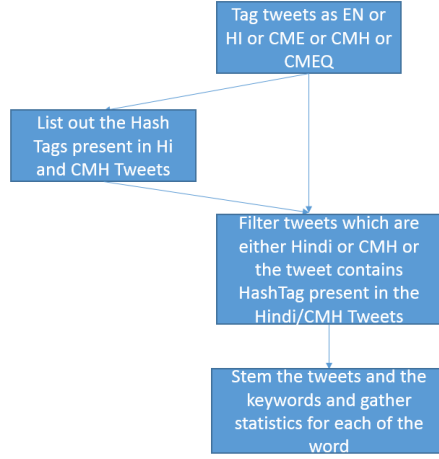 Tag tweets as EN or
HI or CME or CMH or
CMEQ
List out the Hash
Tags present in Hi
and CMH Tweets
Filter tweets which are
either Hindi or CMH or
the tweet contains
HashTag present in the
Hindi/CMH Tweets
Stem the tweets and the
keywords and gather
statistics for each of the
word